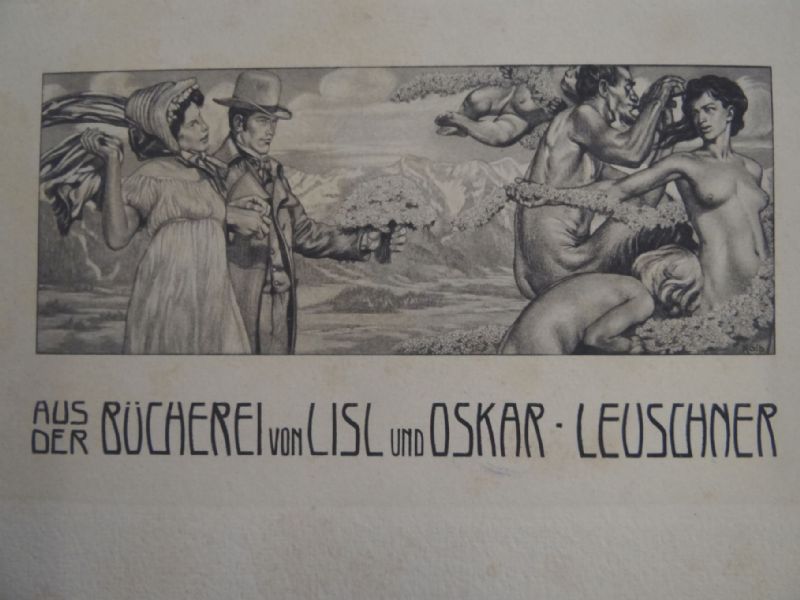 AUS DER BÜCHEREI VON LISL UND OSKAR · LEUSCHNER